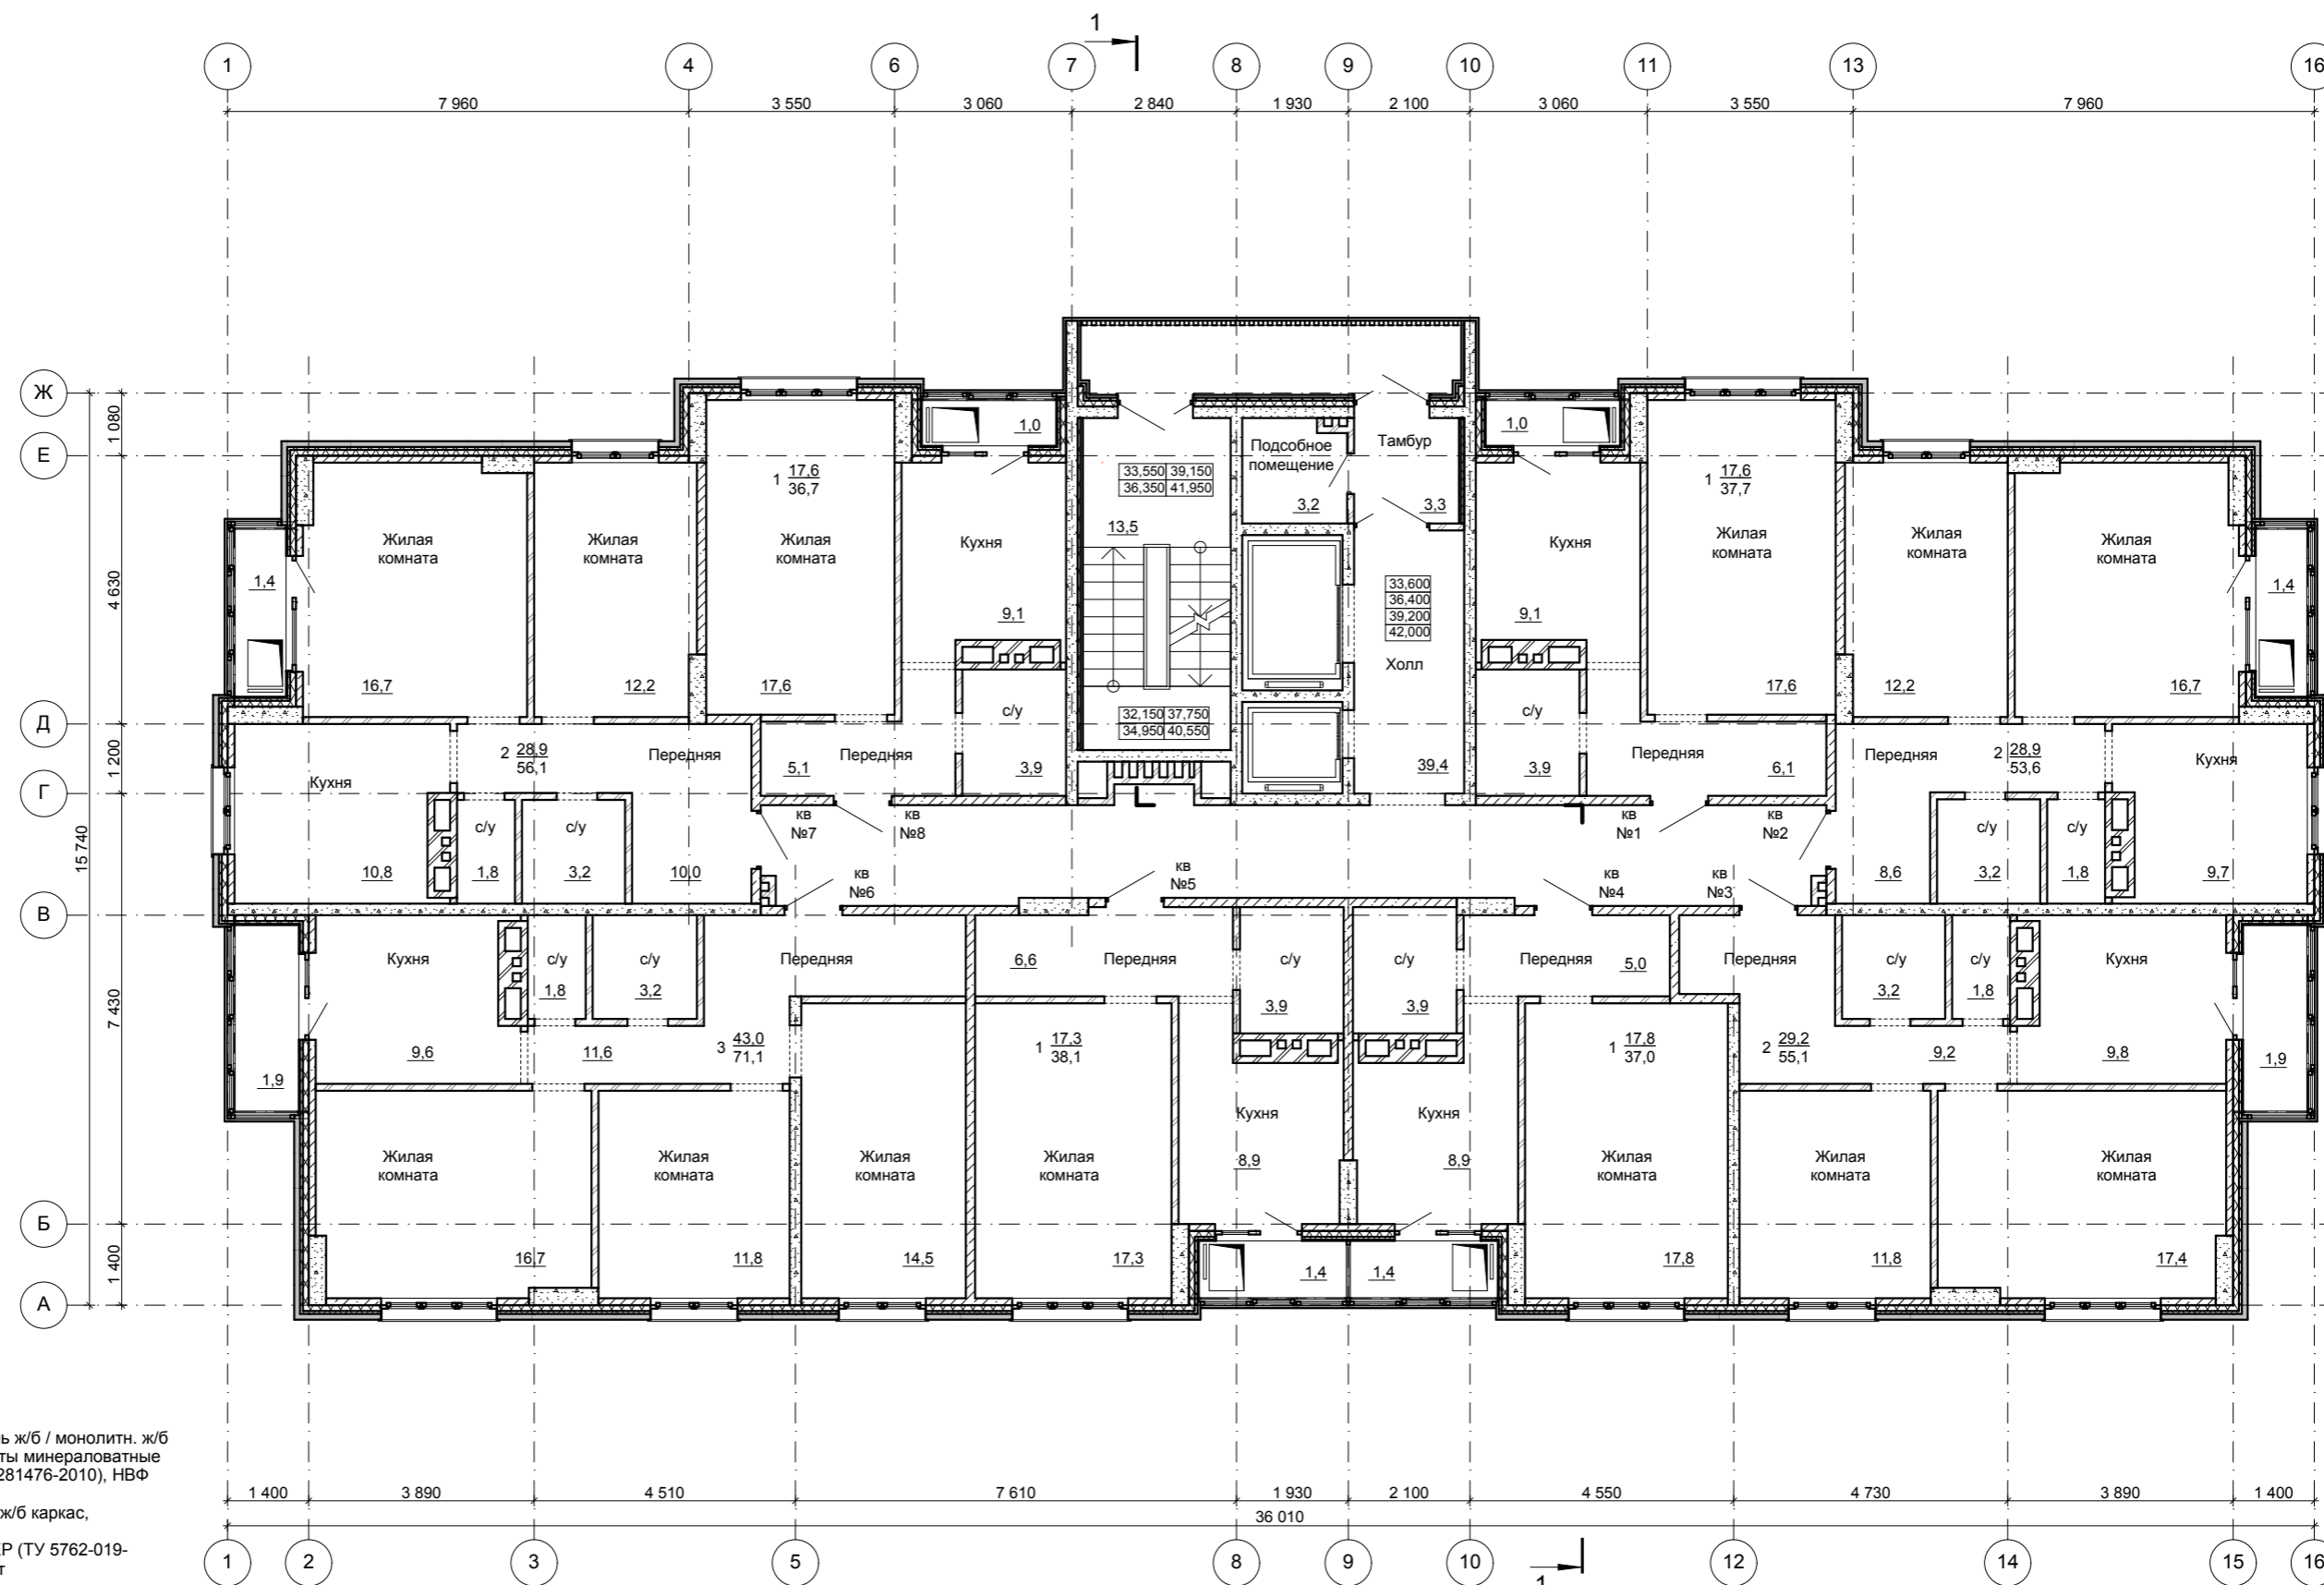 1
1 4 6 7 8 9 10 11 13 16
7 960 3 550 3 060 2 840 1 930 2 100 3 060 3 550 7 960
Ж
1 080
Е
4 630
Д
1 200
Г
15 740
В
7 430
Б
1 400
А
1,0 1,0
Подсобное
помещение
Тамбур
3,2 3,3
33,550 39,150
36,350 41,950
13,5
1 17,6
36,7
1 17,6
37,7
Жилая
комната
Жилая
комната
Жилая
комната
Кухня
Кухня
Жилая
комната
Жилая
комната
Жилая
комната
1,4 9,1 9,1 1,4
33,600
36,400
39,200
42,000
Холл
16,7 12,2 17,6 17,6 12,2 16,7
с/у с/у
32,150 37,750
34,950 40,550
2 28,9
56,1
Передняя Передняя Передняя Передняя
2 28,9
53,6
Кухня Кухня
5,1 3,9 39,4 3,9 6,1
кв
№7
кв
№8
кв
№1
кв
№2
с/у с/у с/у с/у
10,8 1,8 3,2 10,0 8,6 3,2 1,8 9,7
кв
№6
кв
№5
кв
№4
кв
№3
Кухня с/у с/у Передняя 6,6 Передняя с/у с/у Передняя 5,0 Передняя с/у с/у Кухня
1,8 3,2 3,9 3,9 3,2 1,8
9,6 11,6
3 43,0
71,1
1 17,3
38,1
1 17,8
37,0
2 29,2
55,1
9,2 9,8
1,9 1,9
Кухня Кухня
Жилая
комната
Жилая
комната
Жилая
комната
Жилая
комната
8,9 8,9
Жилая
комната
Жилая
комната
Жилая
комната
16,7 11,8 14,5 17,3 1,4 1,4 17,8 11,8 17,4
ь ж/б / монолитн. ж/б
ты минераловатные
281476-2010), НВФ
ж/б каркас,
ЕР (ТУ 5762-019-
т
1 400 3 890 4 510 7 610 1 930 2 100 4 550 4 730 3 890 1 400
36 010
1 2 3 5 8 9 10 12 14 15 16
1